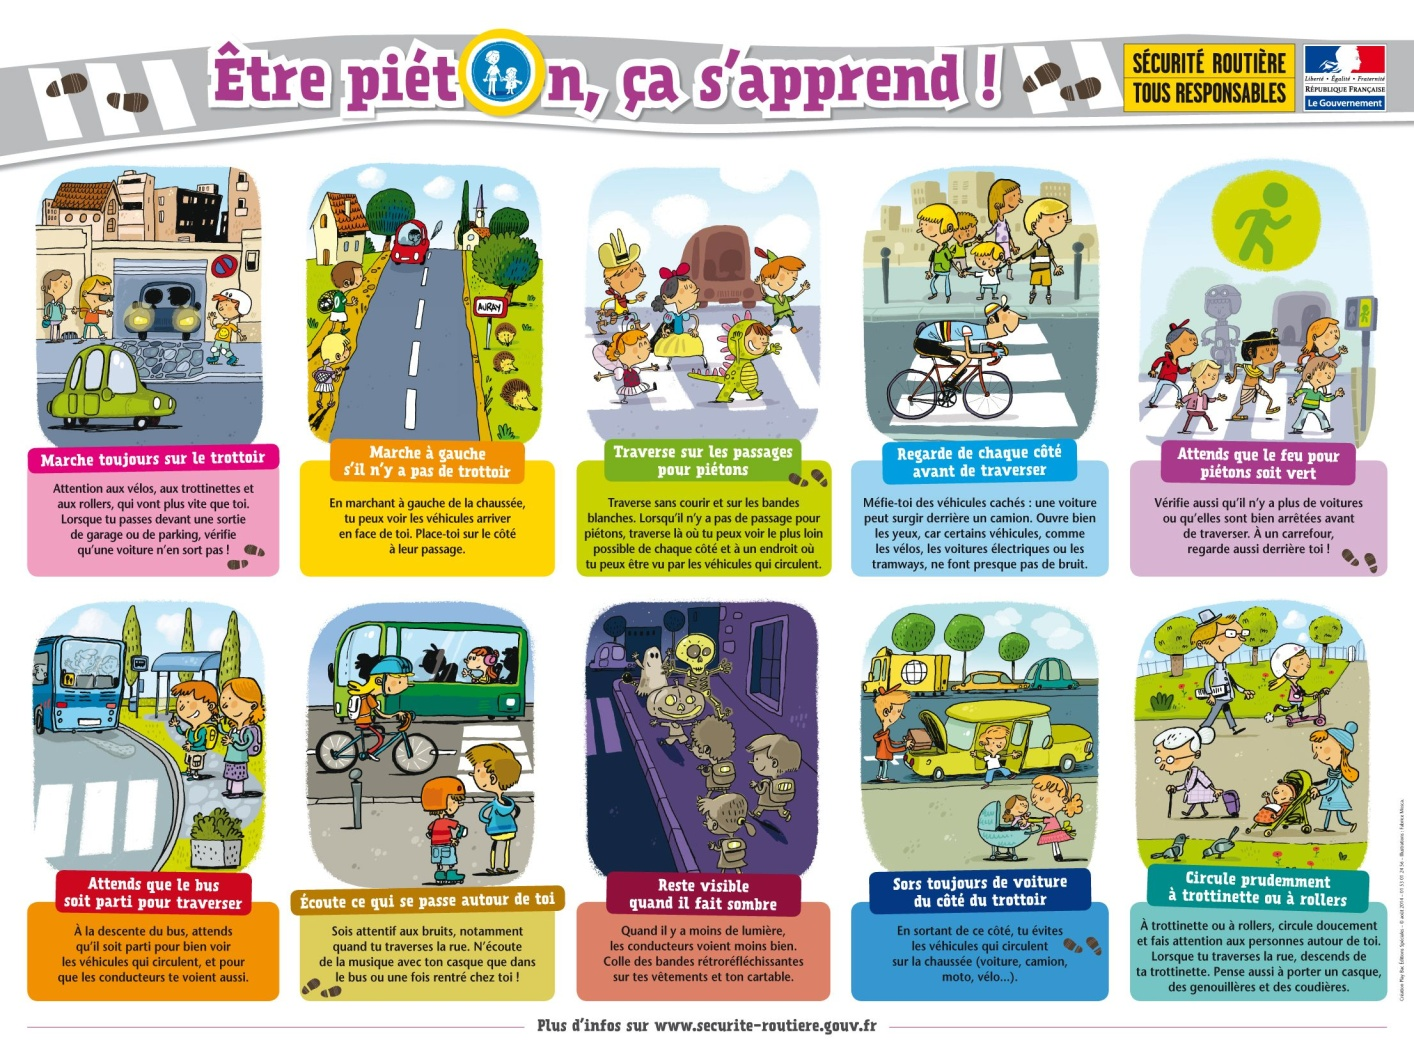 Être piétOn, ça s'apprend !
SÉCURITÉ ROUTIÈRE
TOUS RESPONSABLES
Liberté • Égalité • Fraternité
RÉPUBLIQUE FRANÇAISE
Le Gouvernement
Marche toujours sur le trottoir
Attention aux vélos, aux trottinettes et
aux rollers, qui vont plus vite que toi.
Lorsque tu passes devant une sortie
de garage ou de parking, vérifie
qu'une voiture n'en sort pas !
AURAY
Marche à gauche
s'il n'y a pas de trottoir
En marchant à gauche de la chaussée,
tu peux voir les véhicules arriver
en face de toi. Place-toi sur le côté
à leur passage.
Traverse sur les passages
pour piétons
Traverse sans courir et sur les bandes
blanches. Lorsqu'il n'y a pas de passage pour
piétons, traverse là où tu peux voir le plus loin
possible de chaque côté et à un endroit où
tu peux être vu par les véhicules qui circulent.
Regarde de chaque côté
avant de traverser
Méfie-toi des véhicules cachés : une voiture
peut surgir derrière un camion. Ouvre bien
les yeux, car certains véhicules, comme
les vélos, les voitures électriques ou les
tramways, ne font presque pas de bruit.
Attends que le feu pour
piétons soit vert
Vérifie aussi qu'il n'y a plus de voitures
ou qu'elles sont bien arrêtées avant
de traverser. À un carrefour,
regarde aussi derrière toi !
Attends que le bus
soit parti pour traverser
À la descente du bus, attends
qu'il soit parti pour bien voir
les véhicules qui circulent, et pour
que les conducteurs te voient aussi.
Écoute ce qui se passe autour de toi
Sois attentif aux bruits, notamment
quand tu traverses la rue. N'écoute
de la musique avec ton casque que dans
le bus ou une fois rentré chez toi !
Reste visible
quand il fait sombre
Quand il y a moins de lumière,
les conducteurs voient moins bien.
Colle des bandes rétroréfléchissantes
sur tes vêtements et ton cartable.
Sors toujours de voiture
du côté du trottoir
En sortant de ce côté, tu évites
les véhicules qui circulent
sur la chaussée (voiture, camion,
moto, vélo...).
Circule prudemment
à trottinette ou à rollers
À trottinette ou à rollers, circule doucement
et fais attention aux personnes autour de toi.
Lorsque tu traverses la rue, descends de
ta trottinette. Pense aussi à porter un casque,
des genouillères et des coudières.
Plus d'infos sur www.securite-routiere.gouv.fr